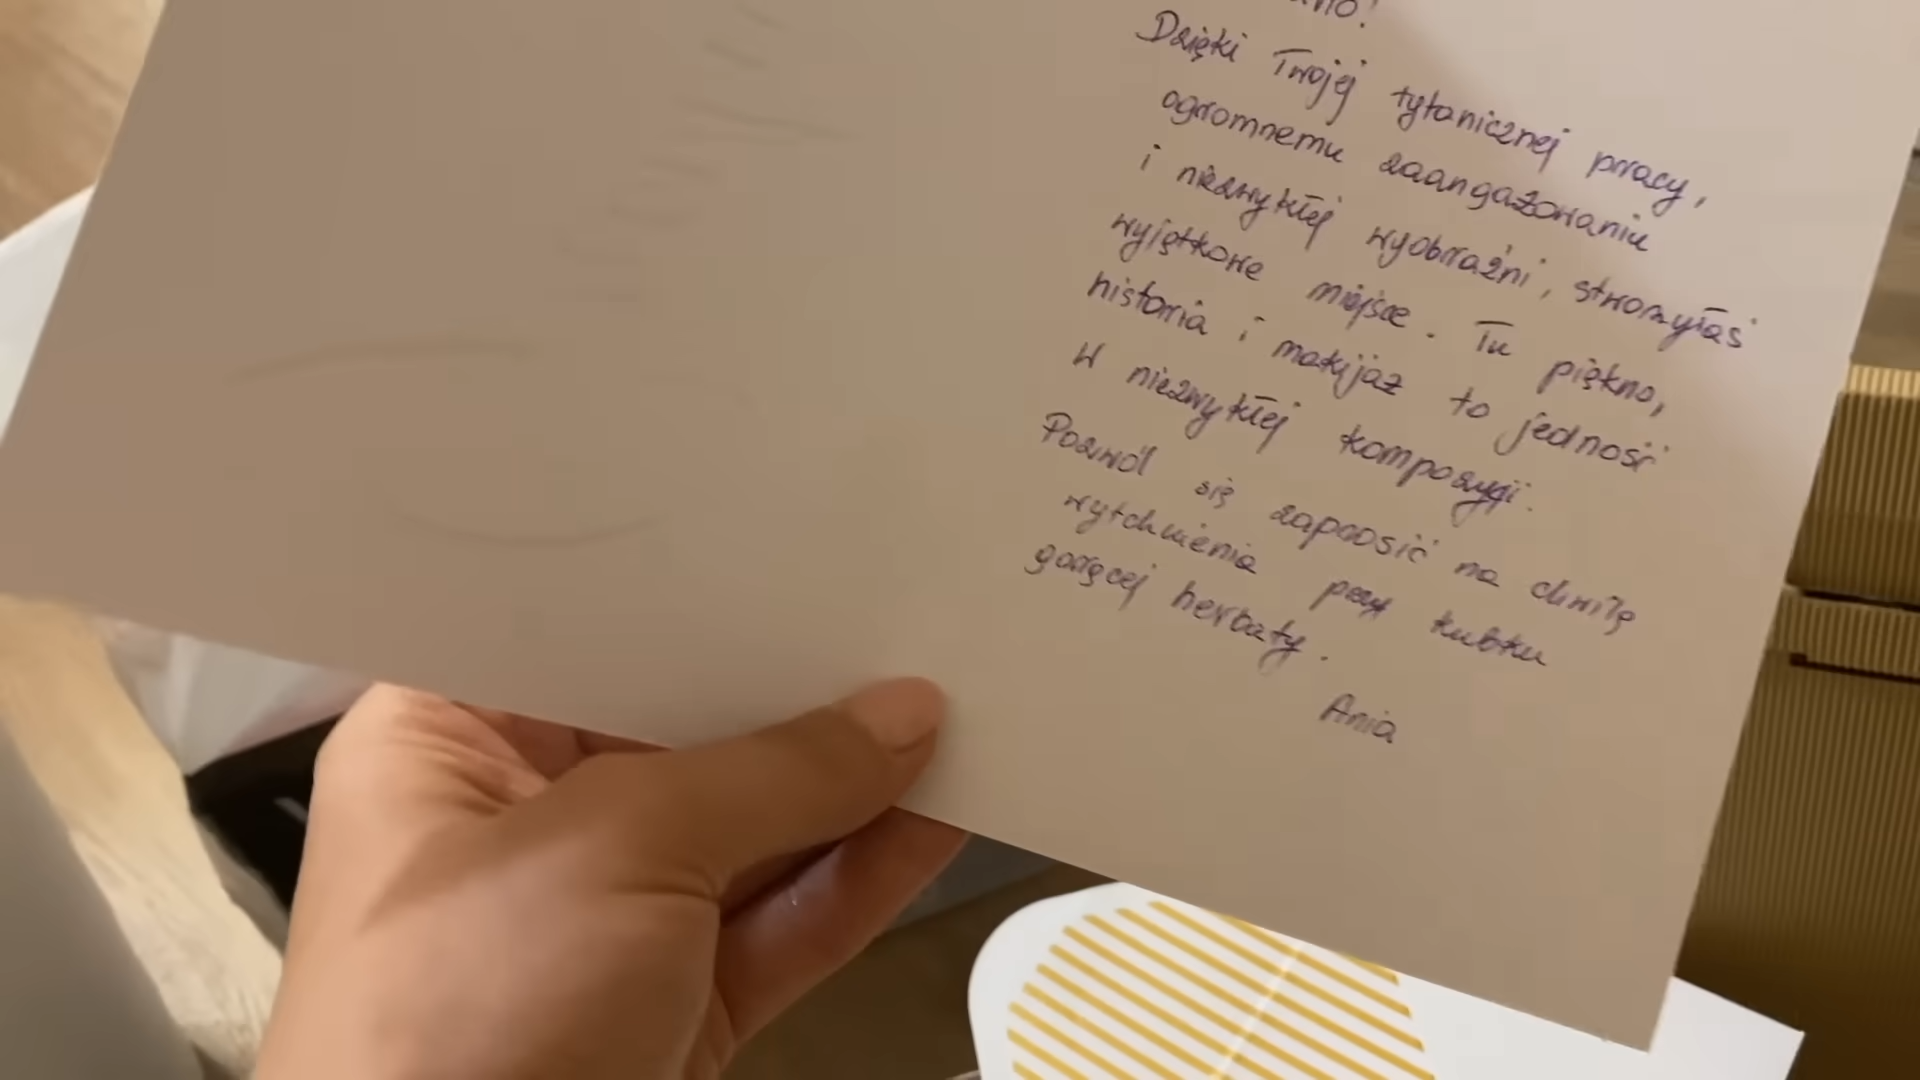 Dzięki Twojej tytanicznej pracy,
ogromnemu zaangażowaniu
i niezwykłej wyobraźni, stworzyłaś
wyjątkowe miejsce. Tu piękno,
historia i makijaż to jedność
w niezwykłej kompozycji.
Pozwól się zaprosić na chwilę
wytchnienia przy kubku
gorącej herbaty.
Ania